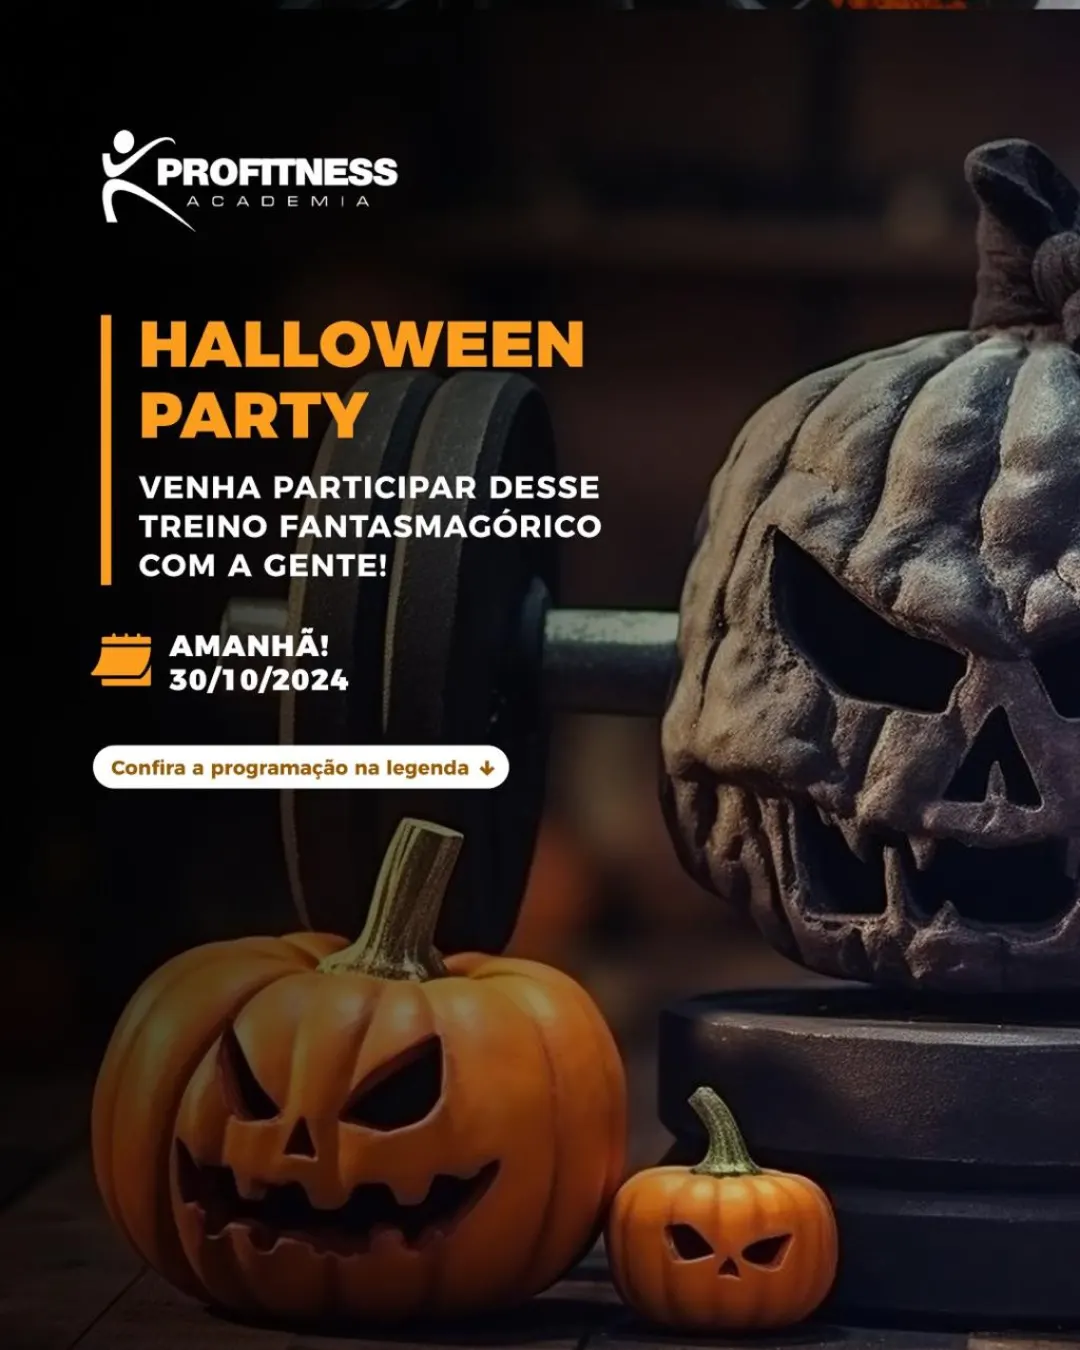 PROFITNESS
ACADEMIA
HALLOWEEN
PARTY
VENHA PARTICIPAR DESSE
TREINO FANTASMAGÓRICO
COM A GENTE!
AMANHÃ!
30/10/2024
Confira a programação na legenda ↓